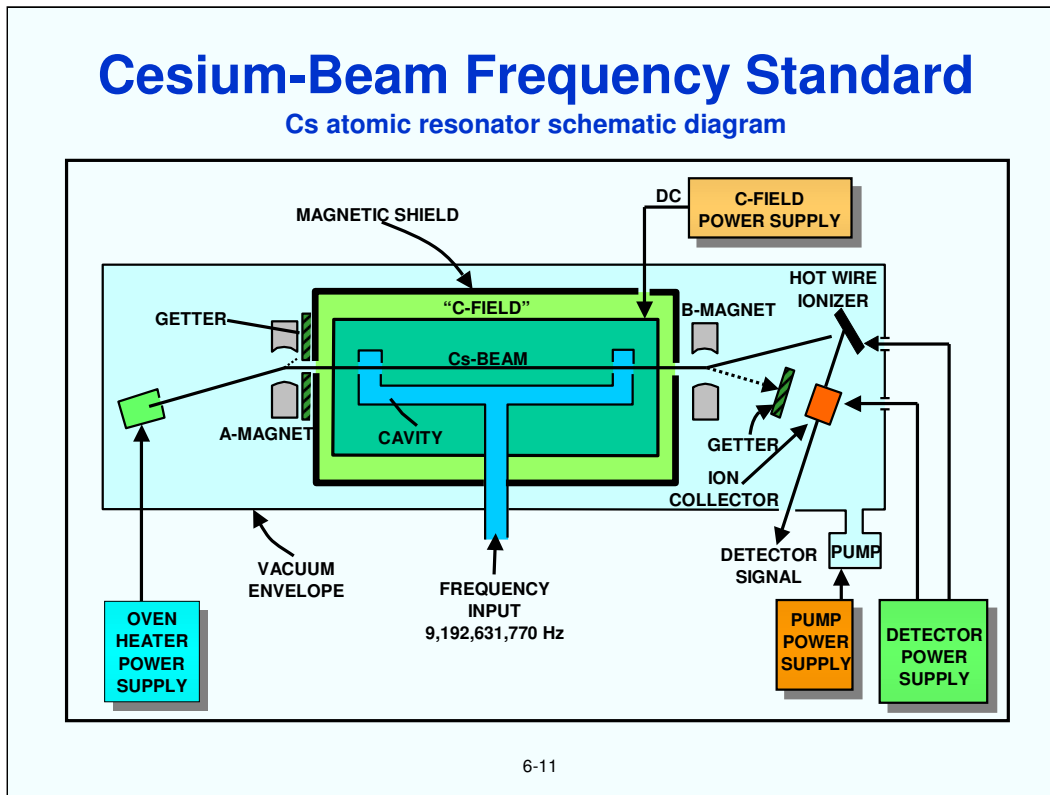 Cesium-Beam Frequency Standard
Cs atomic resonator schematic diagram
DC
C-FIELD
POWER SUPPLY
MAGNETIC SHIELD
HOT WIRE
IONIZER
GETTER
“C-FIELD”
B-MAGNET
Cs-BEAM
A-MAGNET
CAVITY
GETTER
ION
COLLECTOR
VACUUM
ENVELOPE
FREQUENCY
INPUT
9,192,631,770 Hz
DETECTOR
SIGNAL
PUMP
OVEN
HEATER
POWER
SUPPLY
PUMP
POWER
SUPPLY
DETECTOR
POWER
SUPPLY
6-11